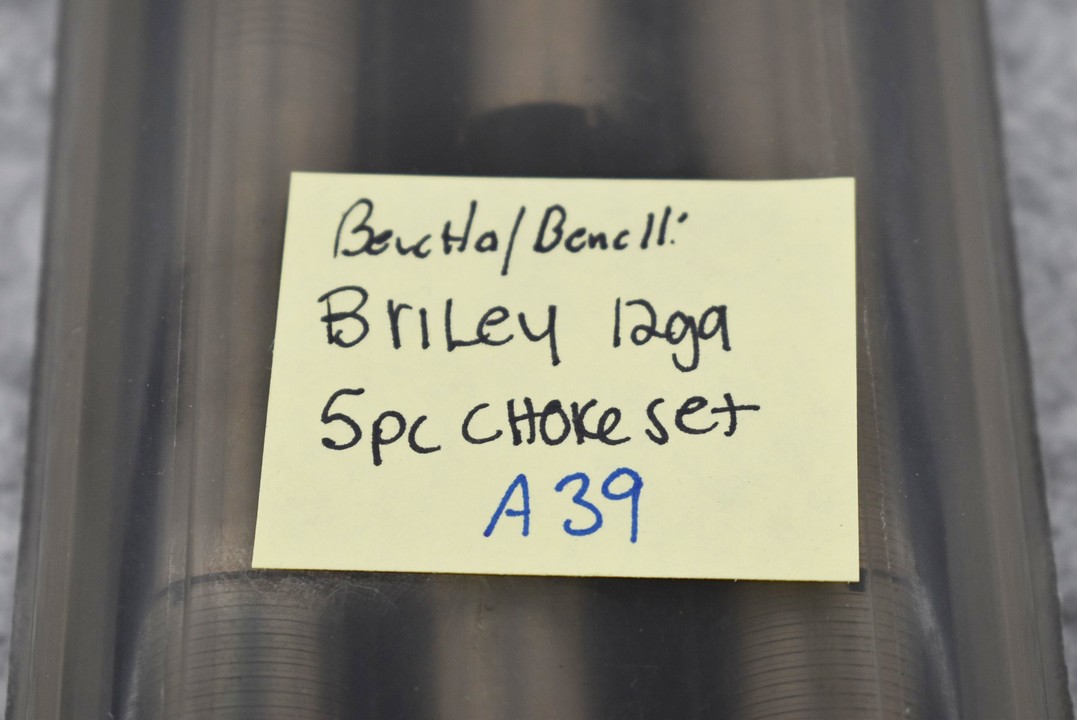 Beretta/Benelli
Briley 12ga
5pc CHOKE set
A39